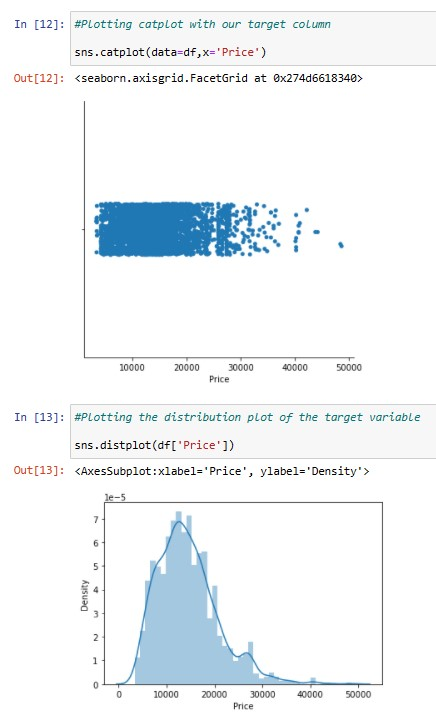 In [12]: #Plotting catplot with our target column
sns.catplot(data=df,x='Price')
Out[12]: <seaborn.axisgrid.FacetGrid at 0x274d6618340>
10000 20000 30000 40000 50000
Price
In [13]: #Plotting the distribution plot of the target variable
sns.distplot(df['Price'])
Out[13]: <AxesSubplot:xlabel='Price', ylabel='Density'>
1e-5
7
6
5
4
3
2
1
0
Density
0 10000 20000 30000 40000 50000
Price